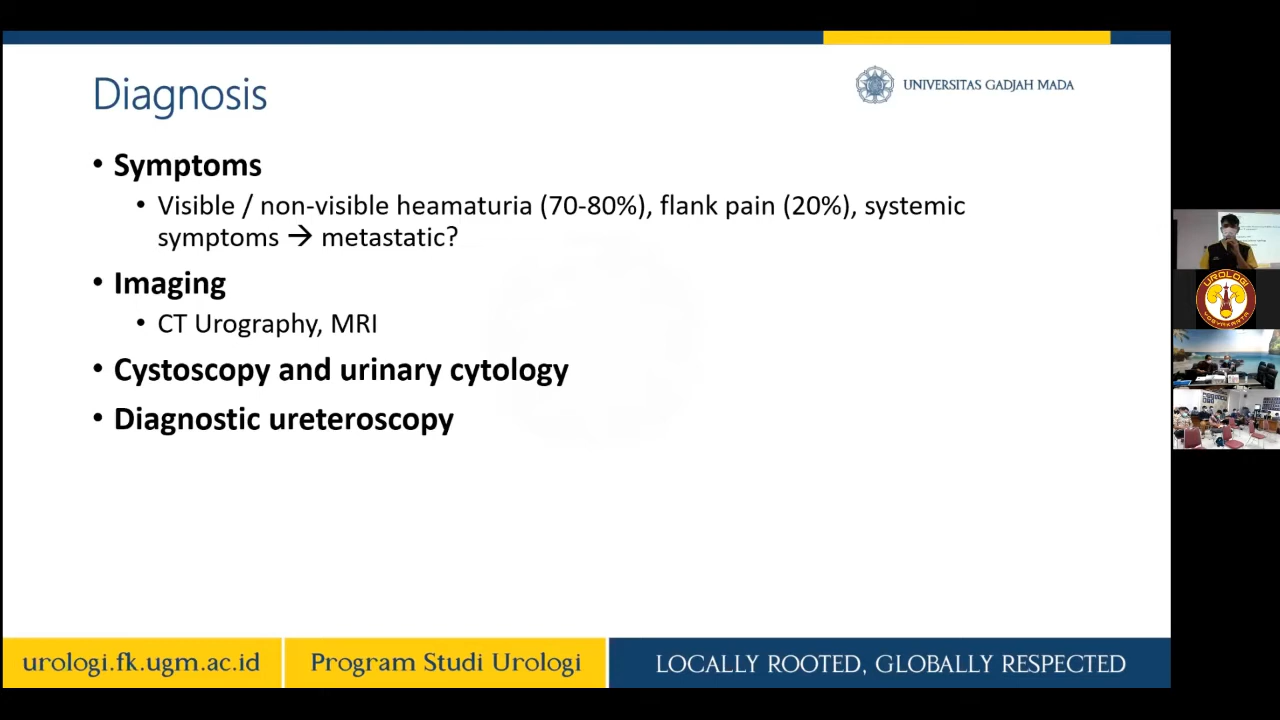 Diagnosis
UNIVERSITAS GADJAH MADA
• Symptoms
• Visible / non-visible heamaturia (70-80%), flank pain (20%), systemic
symptoms → metastatic?
• Imaging
• CT Urography, MRI
• Cystoscopy and urinary cytology
• Diagnostic ureteroscopy
UROLOGI
YOGYAKARTA
urologi.fk.ugm.ac.id
Program Studi Urologi
LOCALLY ROOTED, GLOBALLY RESPECTED